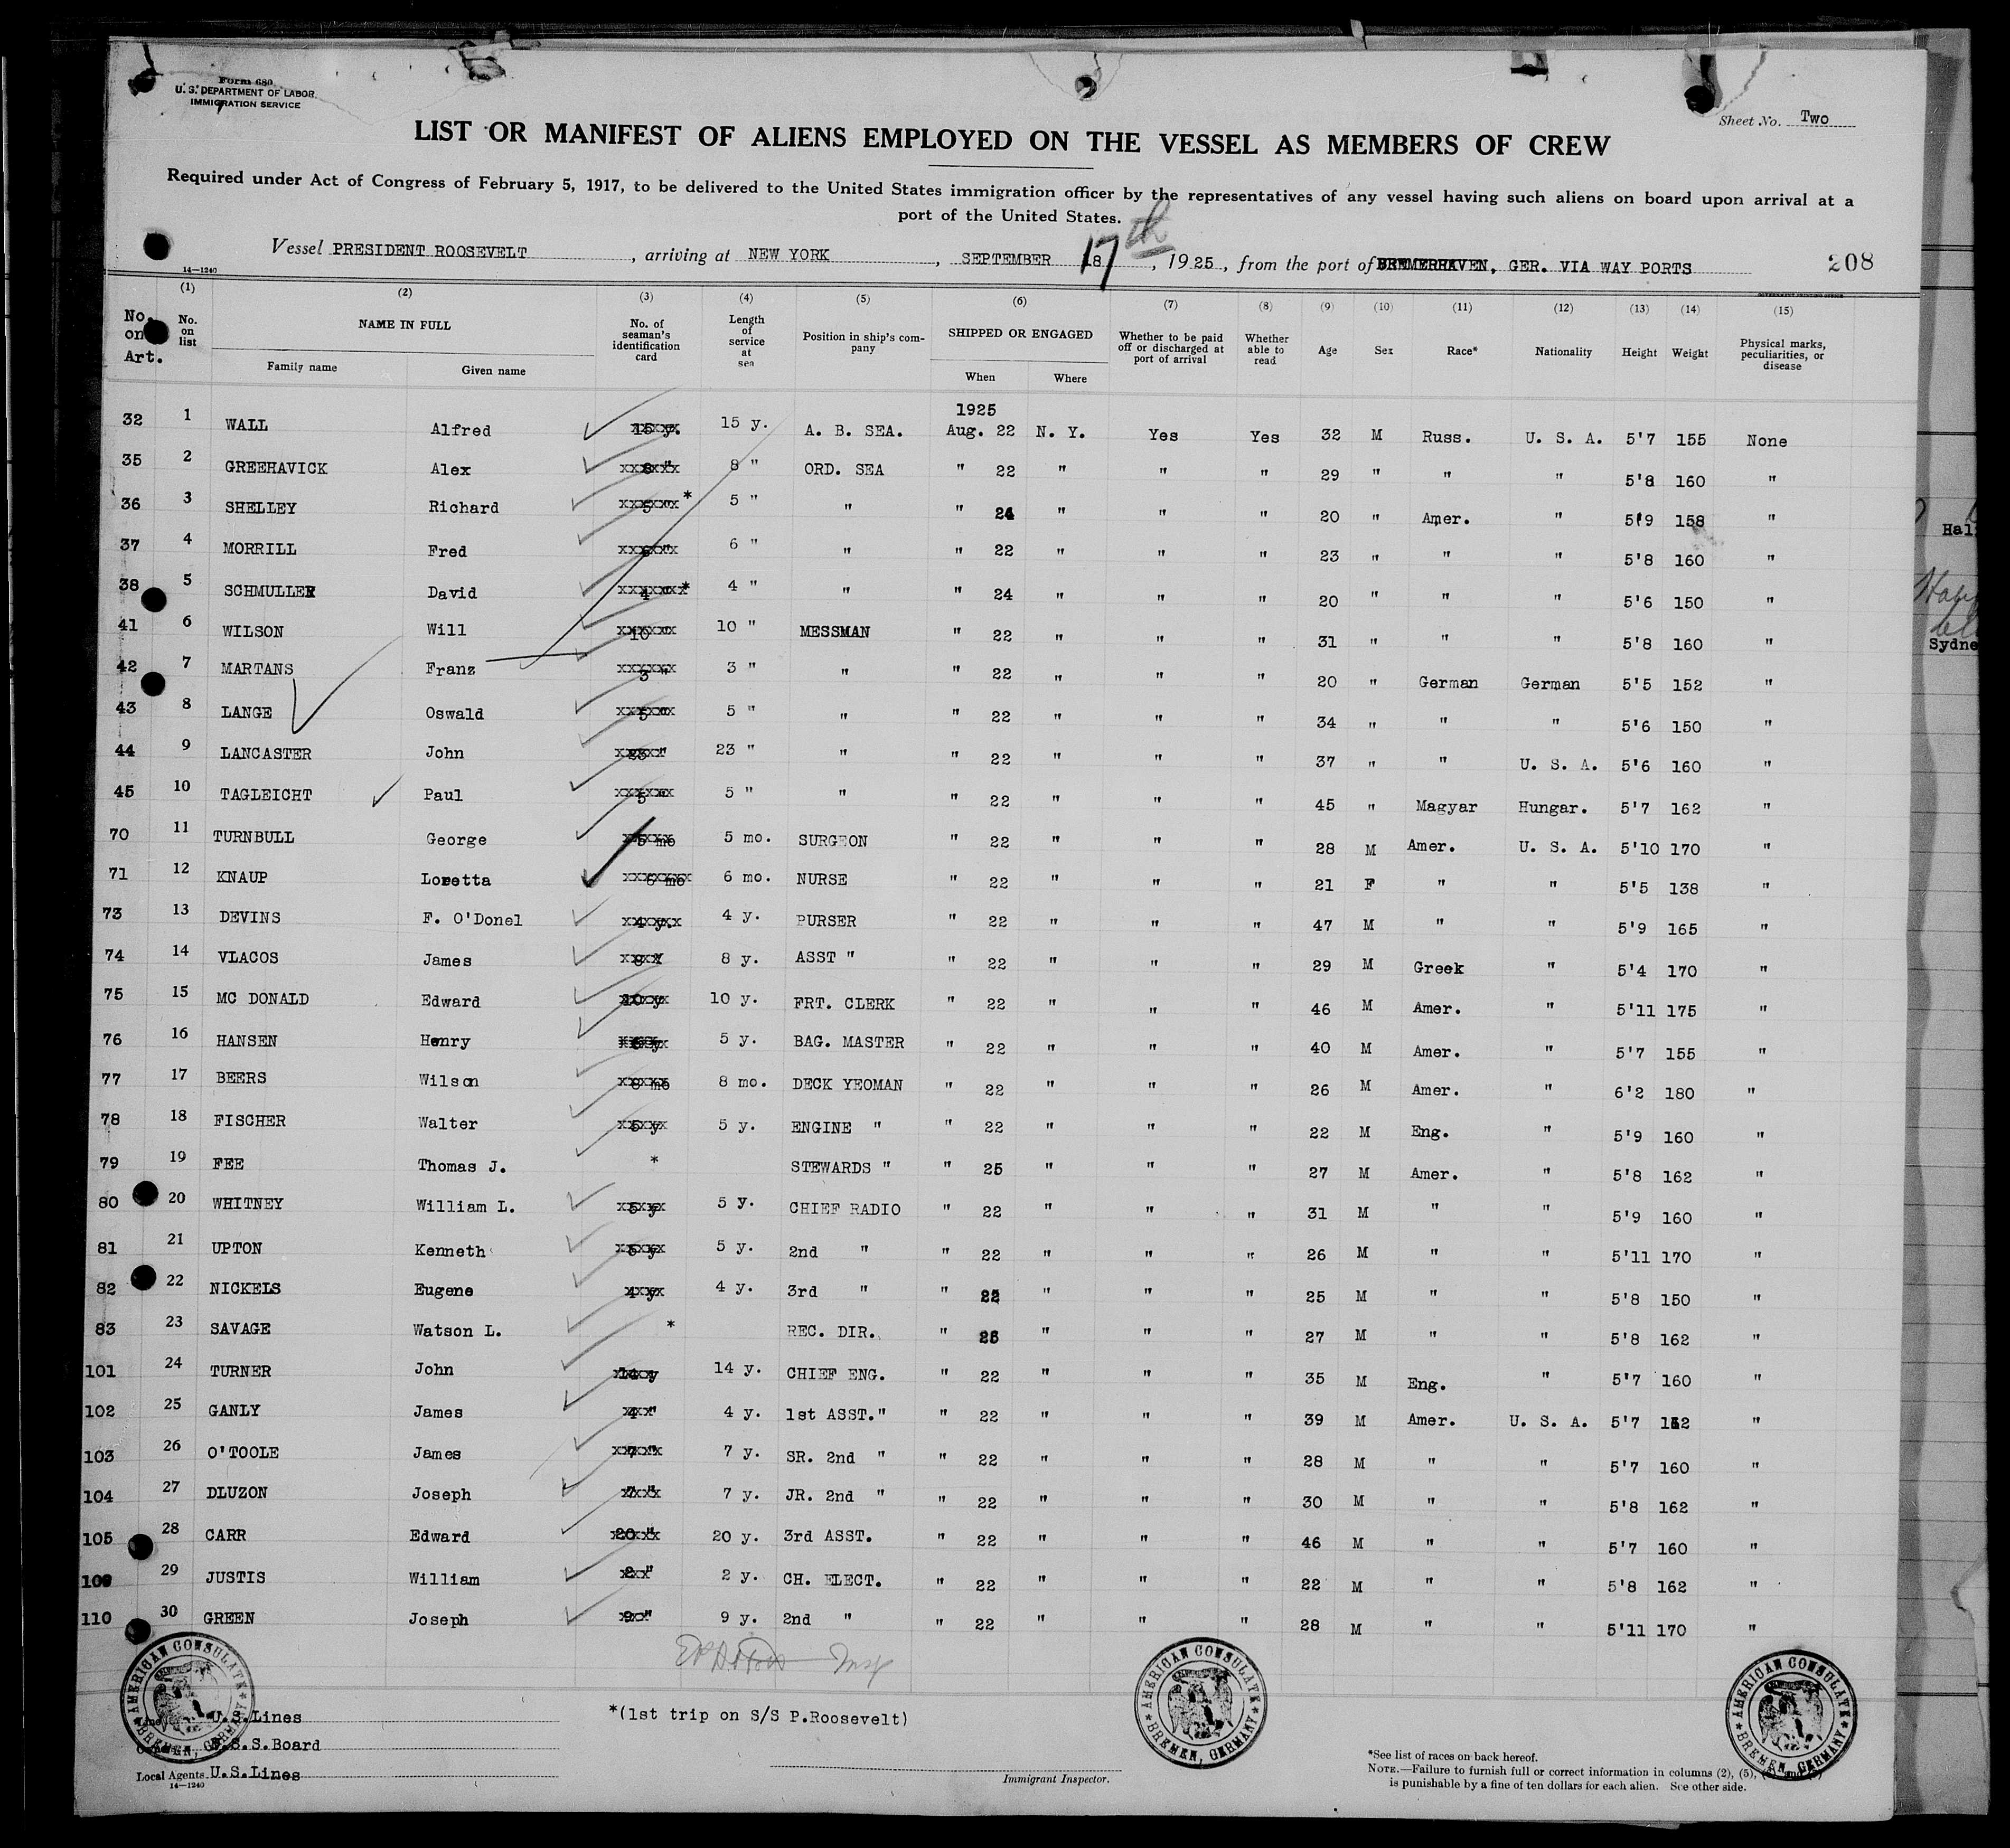 Form 680
U. S. DEPARTMENT OF LABOR
IMMIGRATION SERVICE
Sheet No. Two
LIST OR MANIFEST OF ALIENS EMPLOYED ON THE VESSEL AS MEMBERS OF CREW
Required under Act of Congress of February 5, 1917, to be delivered to the United States immigration officer by the representatives of any vessel having such aliens on board upon arrival at a
port of the United States.
Vessel PRESIDENT ROOSEVELT, arriving at NEW YORK, SEPTEMBER 17th, 1925, from the port of BREMERHAVEN, GER. VIA WAY PORTS 208
14-1240
(1) (2) (3) (4) (5) (6) (7) (8) (9) (10) (11) (12) (13) (14) (15)
No. on Art. No. on list NAME IN FULL Family name Given name No. of seaman's identification card Length of service at sea Position in ship's company SHIPPED OR ENGAGED When Where Whether to be paid off or discharged at port of arrival Whether able to read Age Sex Race* Nationality Height Weight Physical marks, peculiarities, or disease
1925
32 1 WALL Alfred 15 y. A. B. SEA. Aug. 22 N. Y. Yes Yes 32 M Russ. U. S. A. 5'7 155 None
35 2 GREEHAVICK Alex 8 " ORD. SEA " 22 " " " 29 " " " 5'8 160 "
36 3 SHELLEY Richard * 5 " " " 24 " " " 20 " Amer. " 5'9 158 "
37 4 MORRILL Fred 6 " " " 22 " " " 23 " " " 5'8 160 "
38 5 SCHMULLER David * 4 " " " 24 " " " 20 " " " 5'6 150 "
41 6 WILSON Will 10 " MESSMAN " 22 " " " 31 " " " 5'8 160 "
42 7 MARTANS Franz 3 " " " 22 " " " 20 " German German 5'5 152 "
43 8 LANGE Oswald 5 " " " 22 " " " 34 " " " 5'6 150 "
44 9 LANCASTER John 23 " " " 22 " " " 37 " " U. S. A. 5'6 160 "
45 10 TAGLEICHT Paul 5 " " " 22 " " " 45 " Magyar Hungar. 5'7 162 "
70 11 TURNBULL George 5 mo. SURGEON " 22 " " " 28 M Amer. U. S. A. 5'10 170 "
71 12 KNAUP Loretta 6 mo. NURSE " 22 " " " 21 F " " 5'5 138 "
73 13 DEVINS F. O'Donel 4 y. PURSER " 22 " " " 47 M " " 5'9 165 "
74 14 VLACOS James 8 y. ASST " " 22 " " " 29 M Greek " 5'4 170 "
75 15 MC DONALD Edward 10 y. FRT. CLERK " 22 " " " 46 M Amer. " 5'11 175 "
76 16 HANSEN Henry 5 y. BAG. MASTER " 22 " " " 40 M Amer. " 5'7 155 "
77 17 BEERS Wilson 8 mo. DECK YEOMAN " 22 " " " 26 M Amer. " 6'2 180 "
78 18 FISCHER Walter 5 y. ENGINE " " 22 " " " 22 M Eng. " 5'9 160 "
79 19 FEE Thomas J. * STEWARDS " " 25 " " " 27 M Amer. " 5'8 162 "
80 20 WHITNEY William L. 5 y. CHIEF RADIO " 22 " " " 31 M " " 5'9 160 "
81 21 UPTON Kenneth 5 y. 2nd " " 22 " " " 26 M " " 5'11 170 "
82 22 NICKELS Eugene 4 y. 3rd " " " " " 25 M " " 5'8 150 "
83 23 SAVAGE Watson L. * REC. DIR. " " " " 27 M " " 5'8 162 "
101 24 TURNER John 14 y. CHIEF ENG. " 22 " " " 35 M Eng. " 5'7 160 "
102 25 GANLY James 4 y. 1st ASST." " 22 " " " 39 M Amer. U. S. A. 5'7 "
103 26 O'TOOLE James 7 y. SR. 2nd " " 22 " " " 28 M " " 5'7 160 "
104 27 DLUZON Joseph 7 y. JR. 2nd " " 22 " " " 30 M " " 5'8 162 "
105 28 CARR Edward 20 y. 3rd ASST. " 22 " " " 46 M " " 5'7 160 "
109 29 JUSTIS William 2 y. CH. ELECT. " 22 " " " 22 M " " 5'8 162 "
110 30 GREEN Joseph 9 y. 2nd " " 22 " " " 28 M " " 5'11 170 "
Insp
AMERICAN CONSULATE BREMEN, GERMANY
AMERICAN CONSULATE BREMEN, GERMANY
AMERICAN CONSULATE BREMEN, GERMANY
U.S.Lines
U.S.S.Board
Local Agents U.S.Lines
14-1240
*(1st trip on S/S P.Roosevelt)
Immigrant Inspector.
*See list of races on back hereof.
NOTE.—Failure to furnish full or correct information in columns (2), (5),
is punishable by a fine of ten dollars for each alien. See other side.